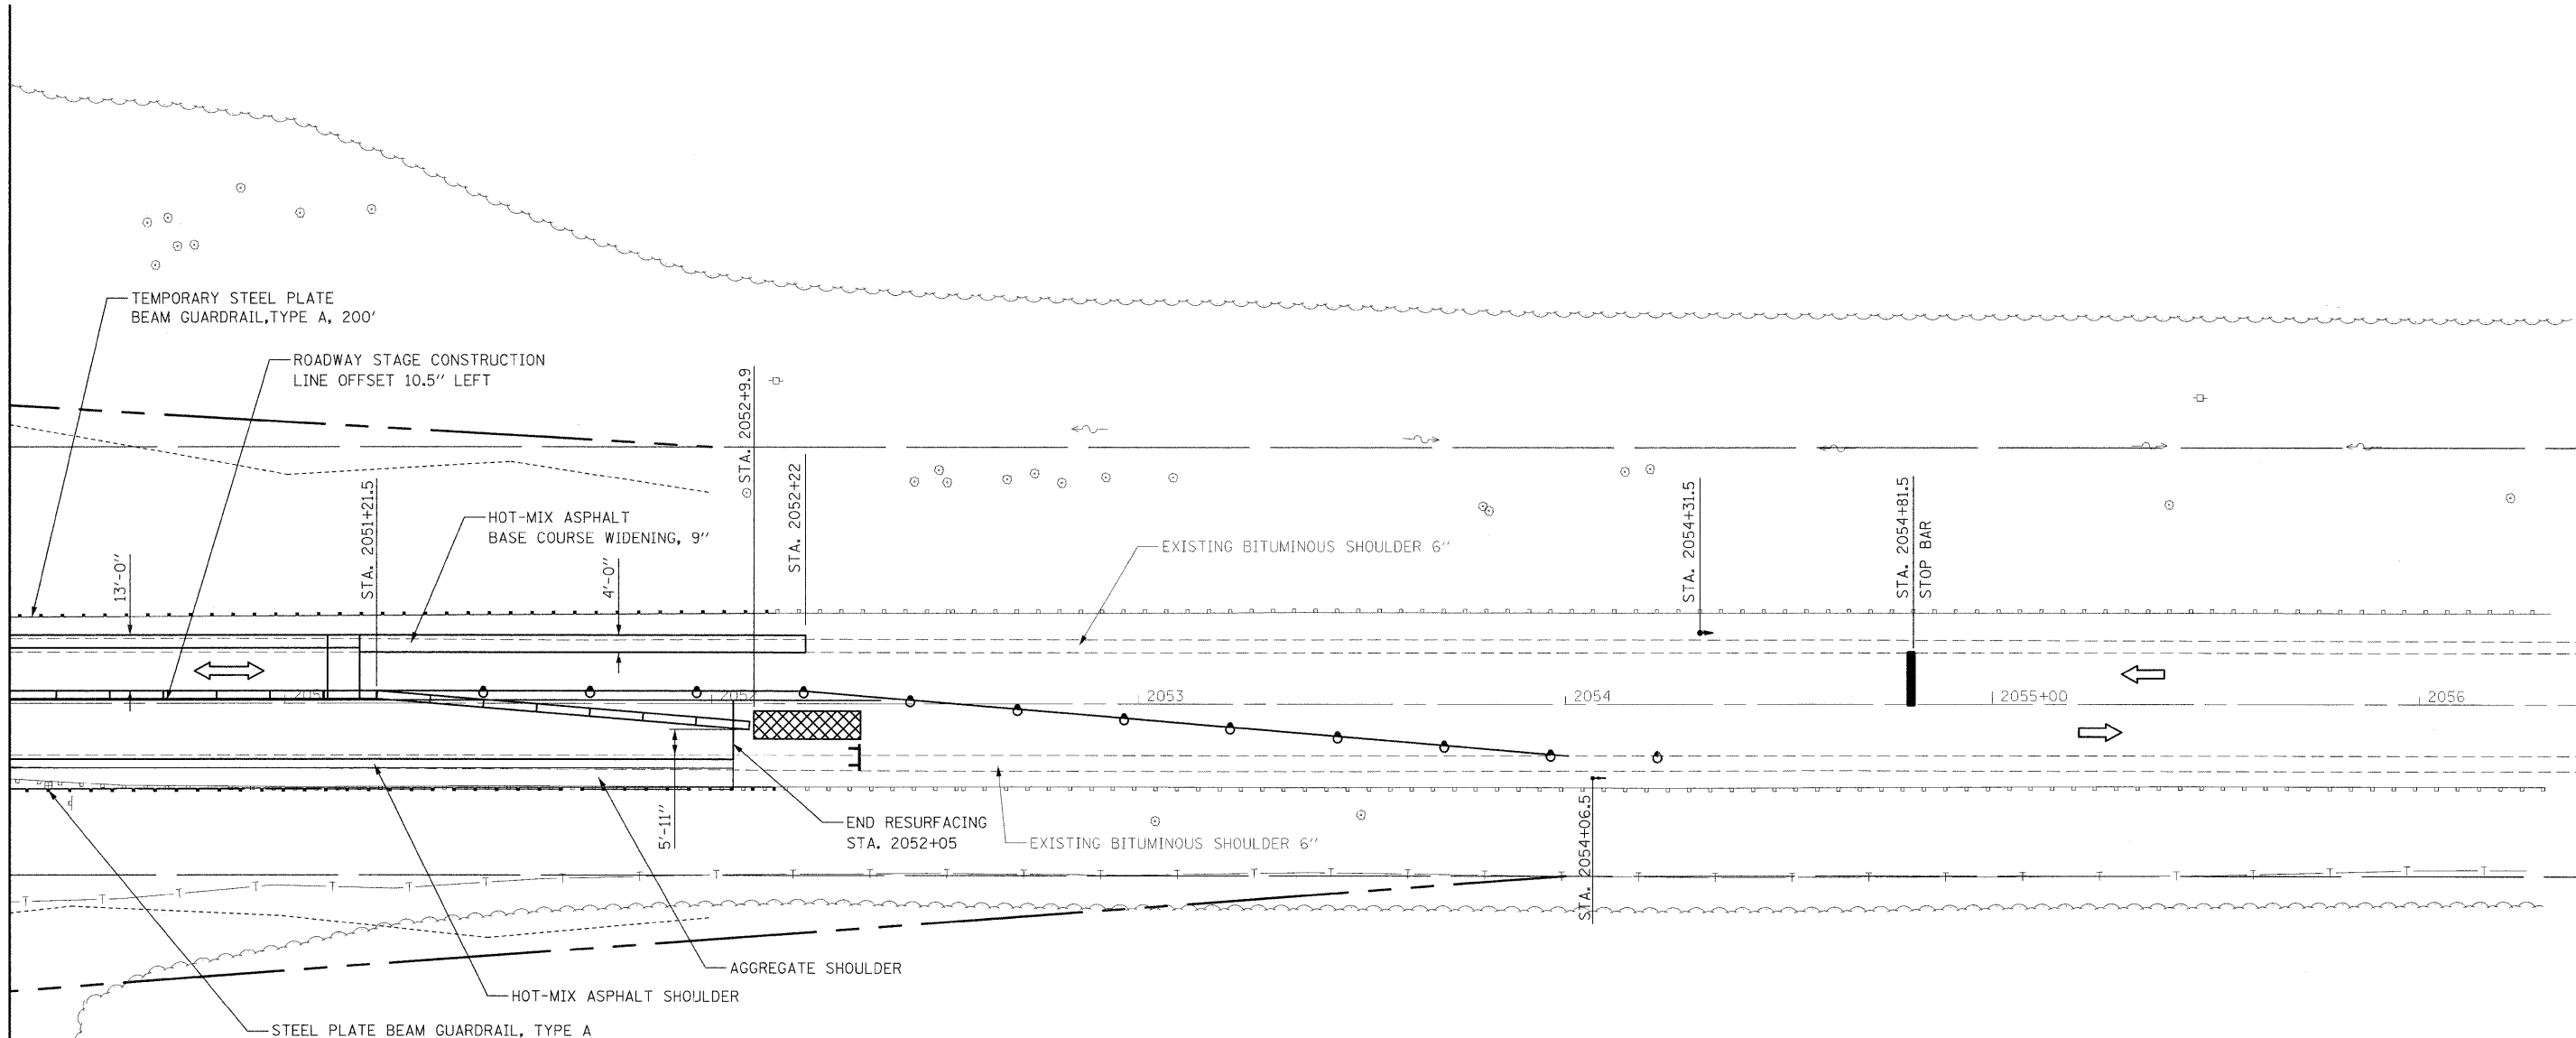 TEMPORARY STEEL PLATE
BEAM GUARDRAIL,TYPE A, 200'
ROADWAY STAGE CONSTRUCTION
LINE OFFSET 10.5" LEFT
STA. 2052+9.9
STA. 2051+21.5
STA. 2052+22
HOT-MIX ASPHALT
BASE COURSE WIDENING, 9"
13'-0"
4'-0"
EXISTING BITUMINOUS SHOULDER 6"
STA. 2054+31.5
STA. 2054+81.5
STOP BAR
2052
2053
2054
2055+00
2056
5'-11"
END RESURFACING
STA. 2052+05
EXISTING BITUMINOUS SHOULDER 6"
STA. 2054+06.5
AGGREGATE SHOULDER
HOT-MIX ASPHALT SHOULDER
STEEL PLATE BEAM GUARDRAIL, TYPE A